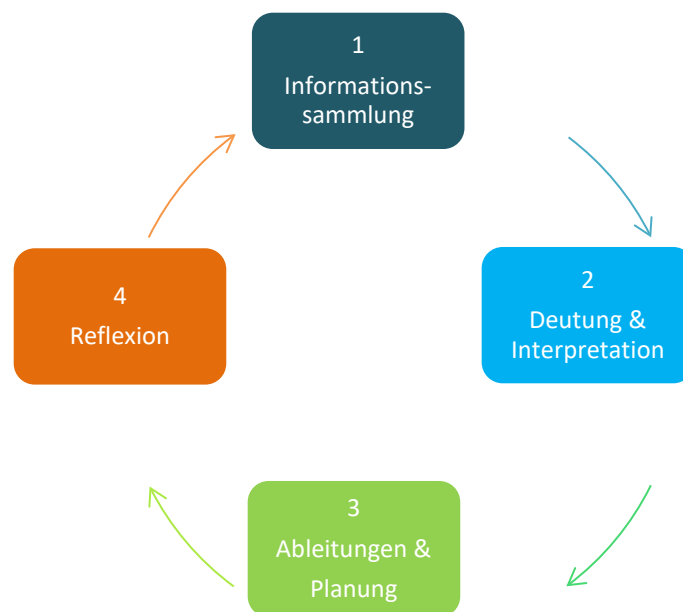 1
Informations-
sammlung
2
Deutung &
Interpretation
3
Ableitungen &
Planung
4
Reflexion